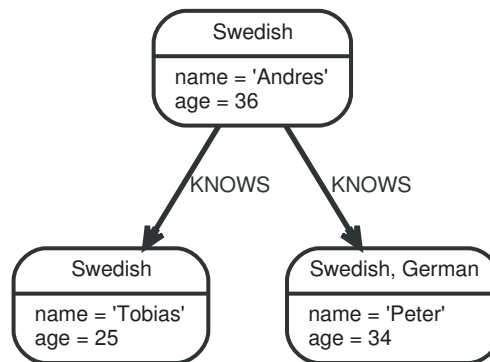 Swedish
name = 'Andres'
age = 36
KNOWS
KNOWS
Swedish
name = 'Tobias'
age = 25
Swedish, German
name = 'Peter'
age = 34